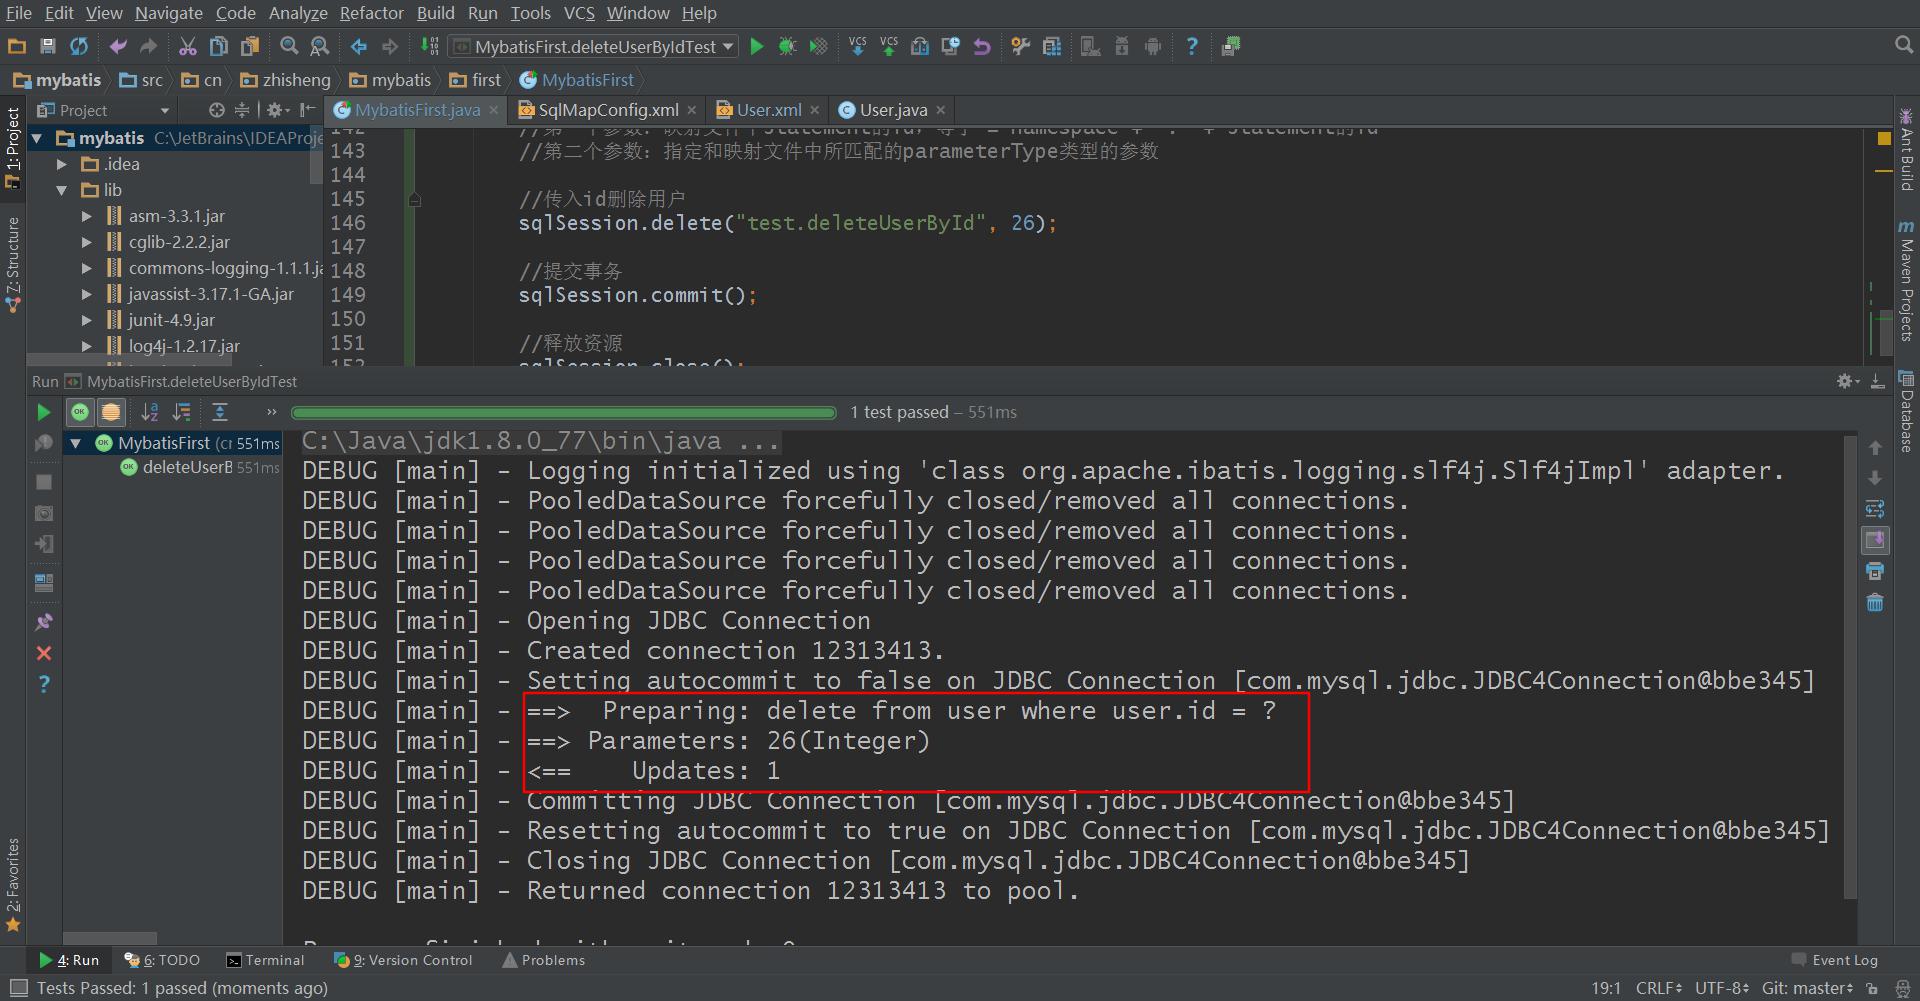 File Edit View Navigate Code Analyze Refactor Build Run Tools VCS Window Help
MybatisFirst.deleteUserByIdTest
mybatis src cn zhisheng mybatis first MybatisFirst
Project
MybatisFirst.java SqlMapConfig.xml User.xml User.java
1: Project
Z: Structure
2: Favorites
mybatis C:\JetBrains\IDEAProje
.idea
lib
asm-3.3.1.jar
cglib-2.2.2.jar
commons-logging-1.1.1.ja
javassist-3.17.1-GA.jar
junit-4.9.jar
log4j-1.2.17.jar
143 //第二个参数：指定和映射文件中所匹配的parameterType类型的参数
144
145 //传入id删除用户
146 sqlSession.delete("test.deleteUserById", 26);
147
148 //提交事务
149 sqlSession.commit();
150
151 //释放资源
152 sqlSession.close();
Ant Build
Maven Projects
Database
Run MybatisFirst.deleteUserByIdTest
1 test passed – 551ms
MybatisFirst (cn 551ms
deleteUserB 551ms
C:\Java\jdk1.8.0_77\bin\java ...
DEBUG [main] - Logging initialized using 'class org.apache.ibatis.logging.slf4j.Slf4jImpl' adapter.
DEBUG [main] - PooledDataSource forcefully closed/removed all connections.
DEBUG [main] - PooledDataSource forcefully closed/removed all connections.
DEBUG [main] - PooledDataSource forcefully closed/removed all connections.
DEBUG [main] - PooledDataSource forcefully closed/removed all connections.
DEBUG [main] - Opening JDBC Connection
DEBUG [main] - Created connection 12313413.
DEBUG [main] - Setting autocommit to false on JDBC Connection [com.mysql.jdbc.JDBC4Connection@bbe345]
DEBUG [main] - ==>  Preparing: delete from user where user.id = ?
DEBUG [main] - ==> Parameters: 26(Integer)
DEBUG [main] - <==    Updates: 1
DEBUG [main] - Committing JDBC Connection [com.mysql.jdbc.JDBC4Connection@bbe345]
DEBUG [main] - Resetting autocommit to true on JDBC Connection [com.mysql.jdbc.JDBC4Connection@bbe345]
DEBUG [main] - Closing JDBC Connection [com.mysql.jdbc.JDBC4Connection@bbe345]
DEBUG [main] - Returned connection 12313413 to pool.
4: Run 6: TODO Terminal 9: Version Control Problems Event Log
Tests Passed: 1 passed (moments ago) 19:1 CRLF UTF-8 Git: master